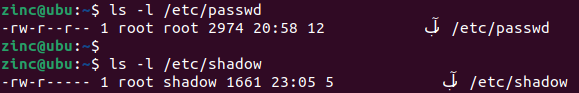 zinc@ubu:~$ ls -l /etc/passwd
-rw-r--r-- 1 root root 2974 20:58 12 آب /etc/passwd
zinc@ubu:~$
zinc@ubu:~$ ls -l /etc/shadow
-rw-r----- 1 root shadow 1661 23:05 5 آب /etc/shadow